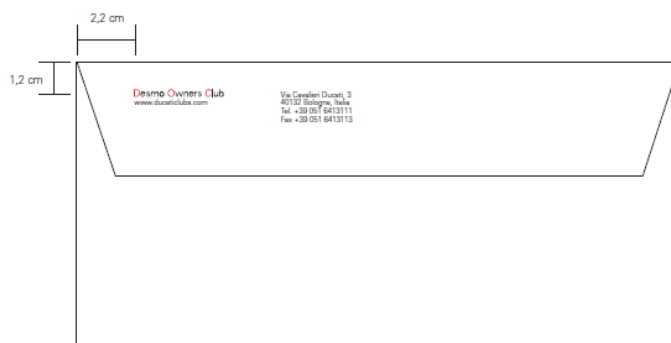 2,2 cm
1,2 cm
Desmo Owners Club
www.ducaticlubs.com
Via Cavalieri Ducati, 3
40132 Bologna, Italia
Tel. +39 051 6413111
Fax +39 051 6413113